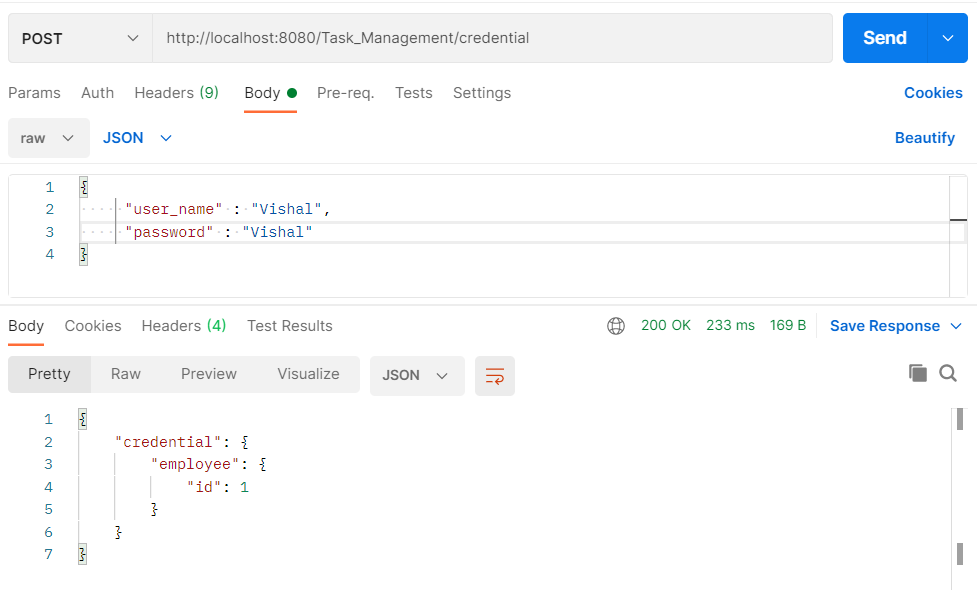 POST http://localhost:8080/Task_Management/credential Send
Params Auth Headers (9) Body Pre-req. Tests Settings Cookies
raw JSON Beautify
1 {
2 "user_name" : "Vishal",
3 "password" : "Vishal"
4 }
Body Cookies Headers (4) Test Results 200 OK 233 ms 169 B Save Response
Pretty Raw Preview Visualize JSON
1 {
2 "credential": {
3 "employee": {
4 "id": 1
5 }
6 }
7 }